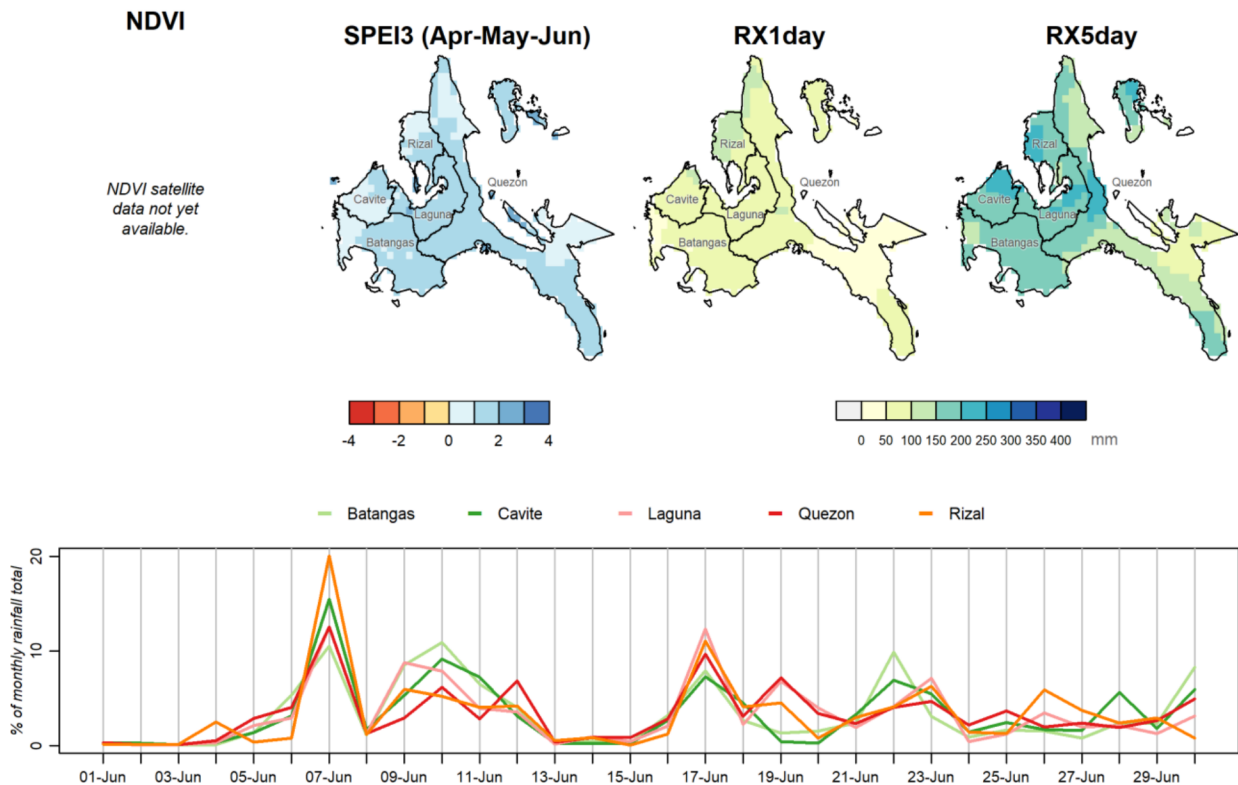 NDVI
SPEI3 (Apr-May-Jun)
RX1day
RX5day
NDVI satellite
data not yet
available.
Rizal
Quezon
Cavite
Laguna
Batangas
Rizal
Quezon
Cavite
Laguna
Batangas
Rizal
Quezon
Cavite
Laguna
Batangas
-4 -2 0 2 4
0 50 100 150 200 250 300 350 400 mm
Batangas Cavite Laguna Quezon Rizal
% of monthly rainfall total
20
10
0
01-Jun 03-Jun 05-Jun 07-Jun 09-Jun 11-Jun 13-Jun 15-Jun 17-Jun 19-Jun 21-Jun 23-Jun 25-Jun 27-Jun 29-Jun